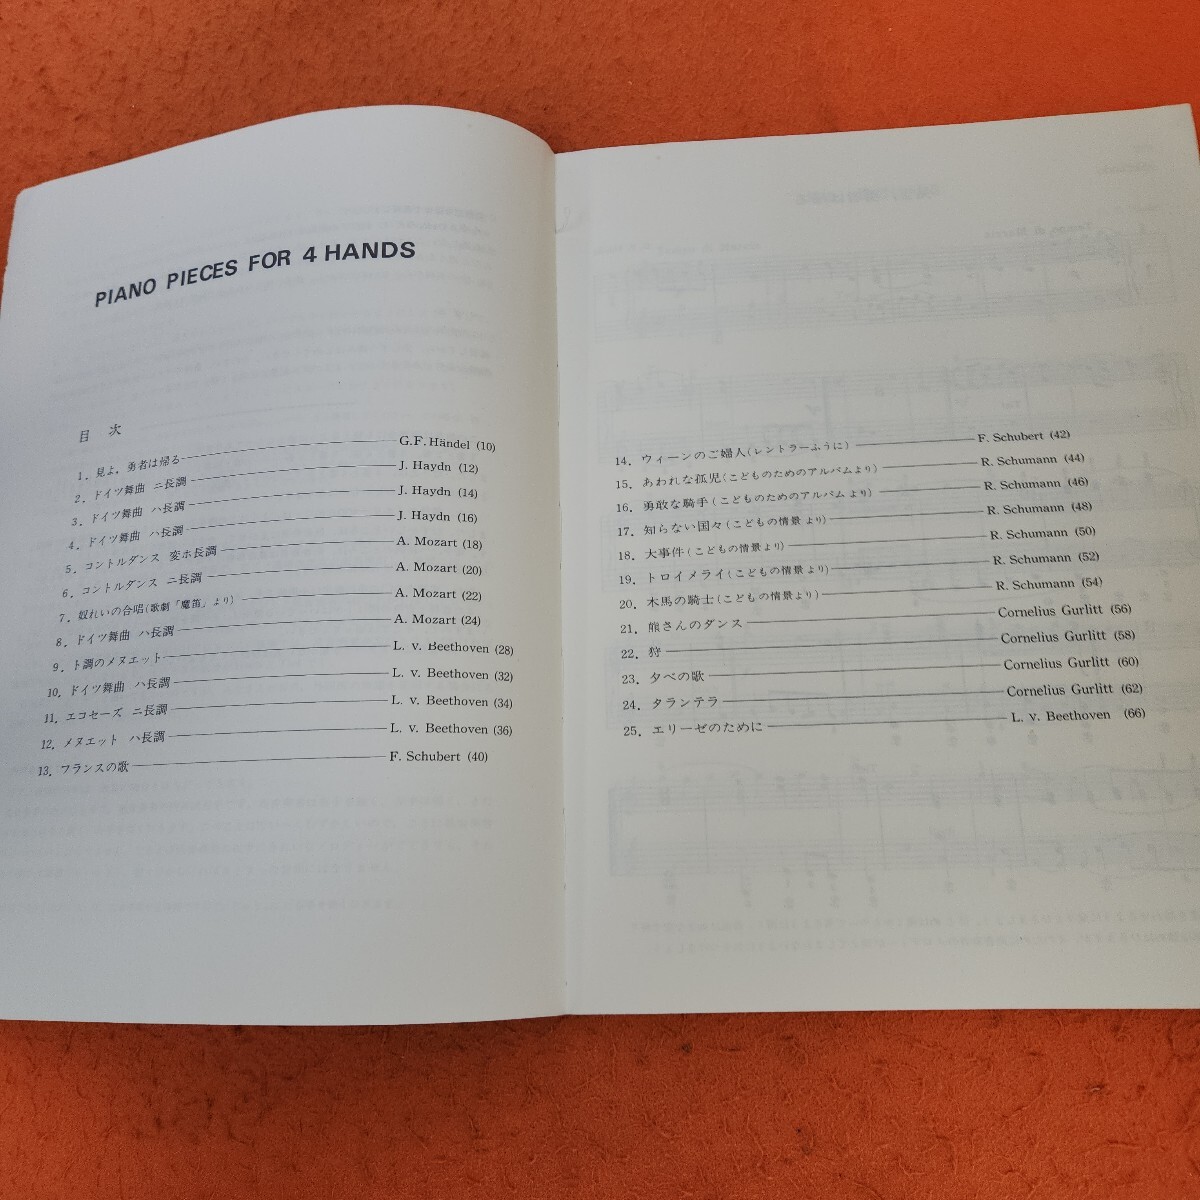 PIANO PIECES FOR 4 HANDS
目次
1. 見よ,勇者は帰る G.F.Händel (10)
2. ドイツ舞曲 ニ長調 J. Haydn (12)
3. ドイツ舞曲 ハ長調 J. Haydn (14)
4. ドイツ舞曲 ハ長調 J. Haydn (16)
5. コントルダンス 変ホ長調 A. Mozart (18)
6. コントルダンス ニ長調 A. Mozart (20)
7. 奴れいの合唱(歌劇「魔笛」より) A. Mozart (22)
8. ドイツ舞曲 ハ長調 A. Mozart (24)
9. ト調のメヌエット L. v. Beethoven (28)
10. ドイツ舞曲 ハ長調 L. v. Beethoven (32)
11. エコセーズ ニ長調 L. v. Beethoven (34)
12. メヌエット ハ長調 L. v. Beethoven (36)
13. フランスの歌 F. Schubert (40)
14. ウィーンのご婦人(レントラーふうに) F. Schubert (42)
15. あわれな孤児(こどものためのアルバムより) R. Schumann (44)
16. 勇敢な騎手(こどものためのアルバムより) R. Schumann (46)
17. 知らない国々(こどもの情景より) R. Schumann (48)
18. 大事件(こどもの情景より) R. Schumann (50)
19. トロイメライ(こどもの情景より) R. Schumann (52)
20. 木馬の騎士(こどもの情景より) R. Schumann (54)
21. 熊さんのダンス Cornelius Gurlitt (56)
22. 狩 Cornelius Gurlitt (58)
23. 夕べの歌 Cornelius Gurlitt (60)
24. タランテラ Cornelius Gurlitt (62)
25. エリーゼのために L. v. Beethoven (66)